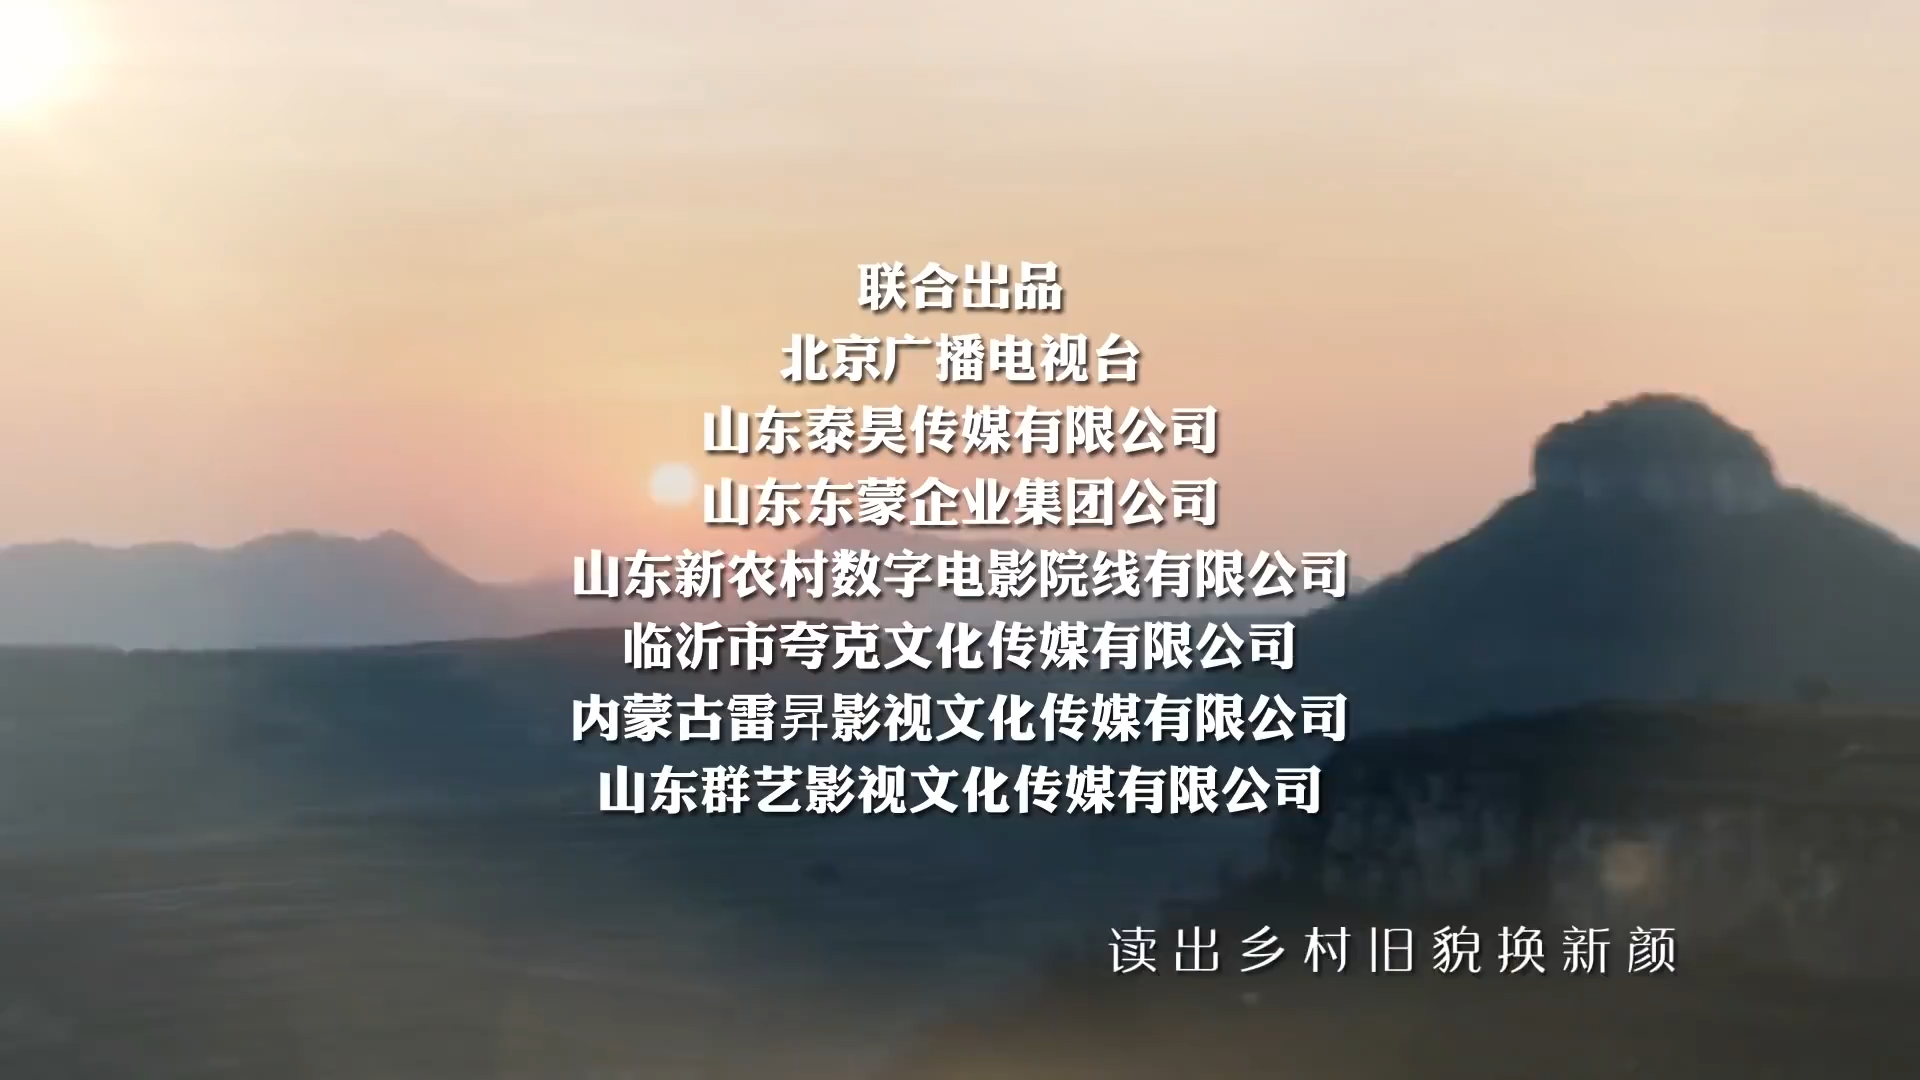 联合出品
北京广播电视台
山东泰昊传媒有限公司
山东东蒙企业集团公司
山东新农村数字电影院线有限公司
临沂市夸克文化传媒有限公司
内蒙古雷昇影视文化传媒有限公司
山东群艺影视文化传媒有限公司
读出乡村旧貌换新颜